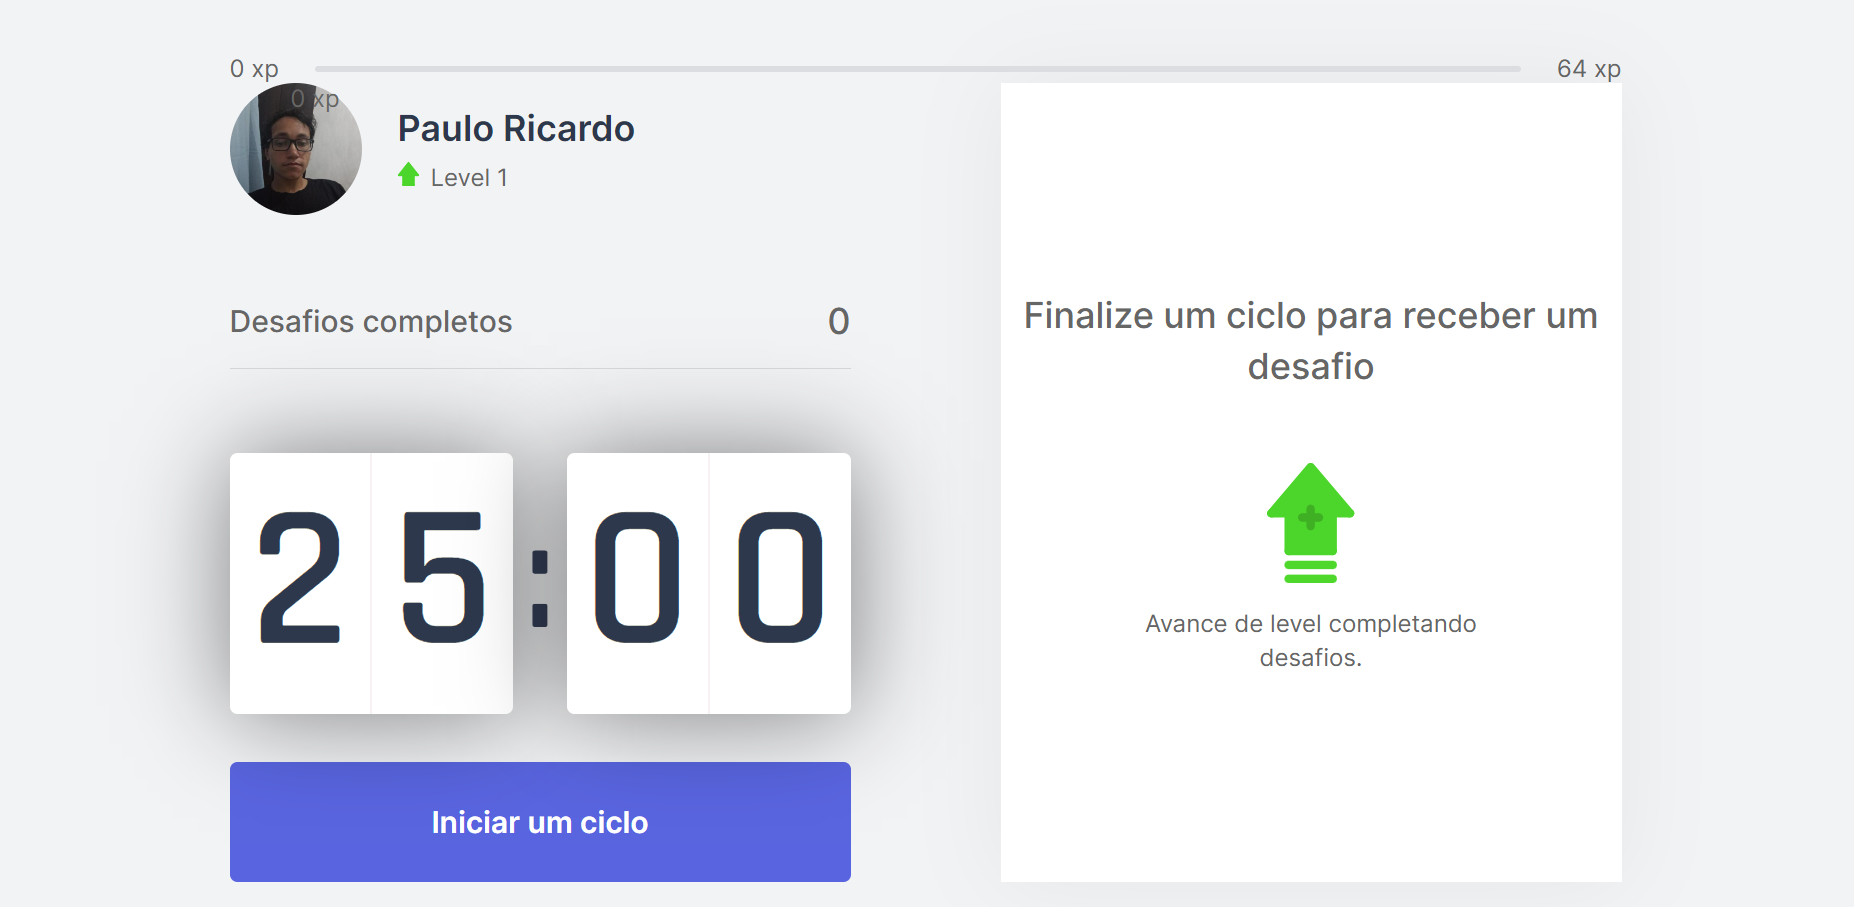 0 xp
64 xp
0 xp
Paulo Ricardo
Level 1
Desafios completos
0
25:00
Iniciar um ciclo
Finalize um ciclo para receber um
desafio
Avance de level completando
desafios.